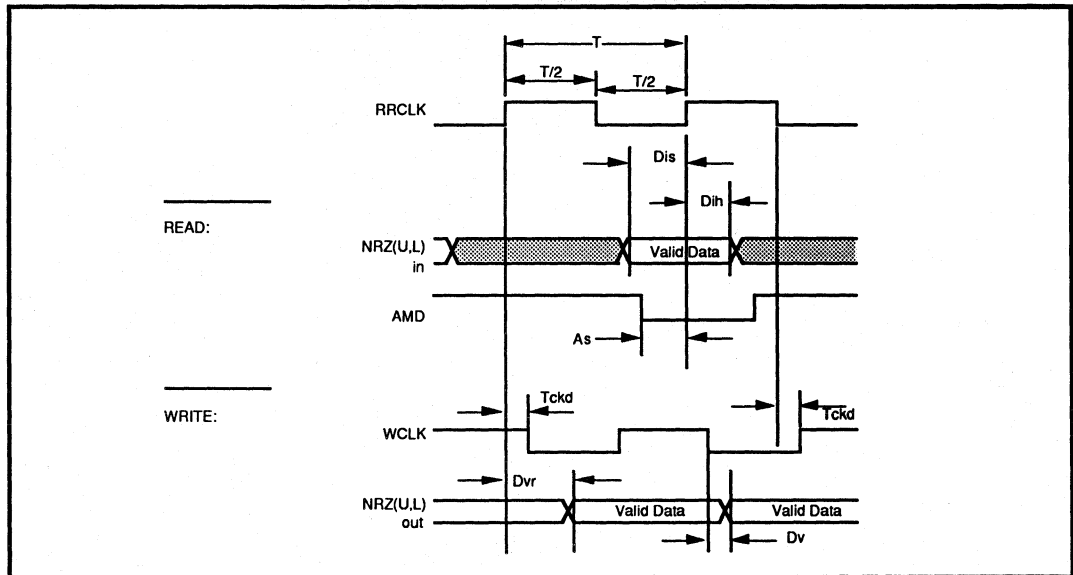 T
T/2
T/2
RRCLK
Dis
Dih
READ:
NRZ(U,L)
in
Valid Data
AMD
As
WRITE:
Tckd
Tckd
WCLK
Dvr
NRZ(U,L)
out
Valid Data
Valid Data
Dv